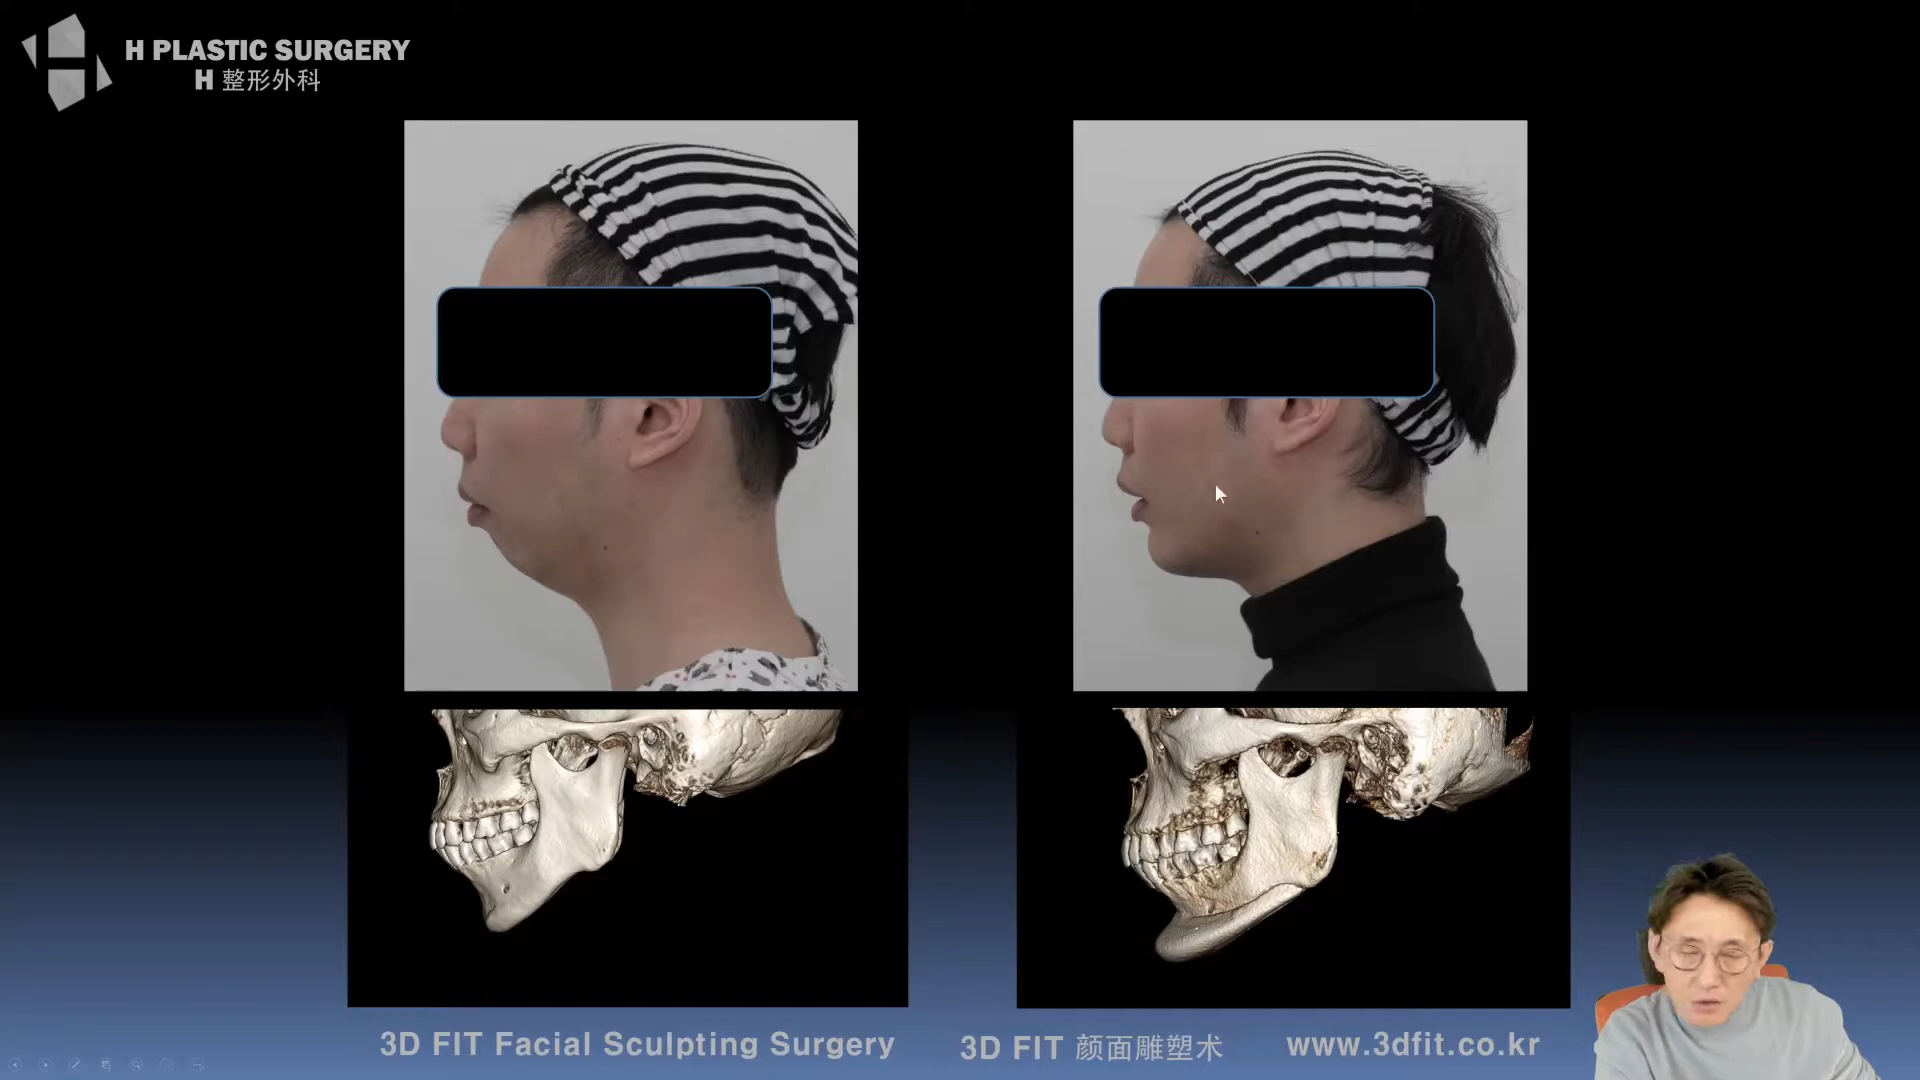 H PLASTIC SURGERY
H 整形外科
3D FIT Facial Sculpting Surgery
3D FIT 颜面雕塑术
www.3dfit.co.kr